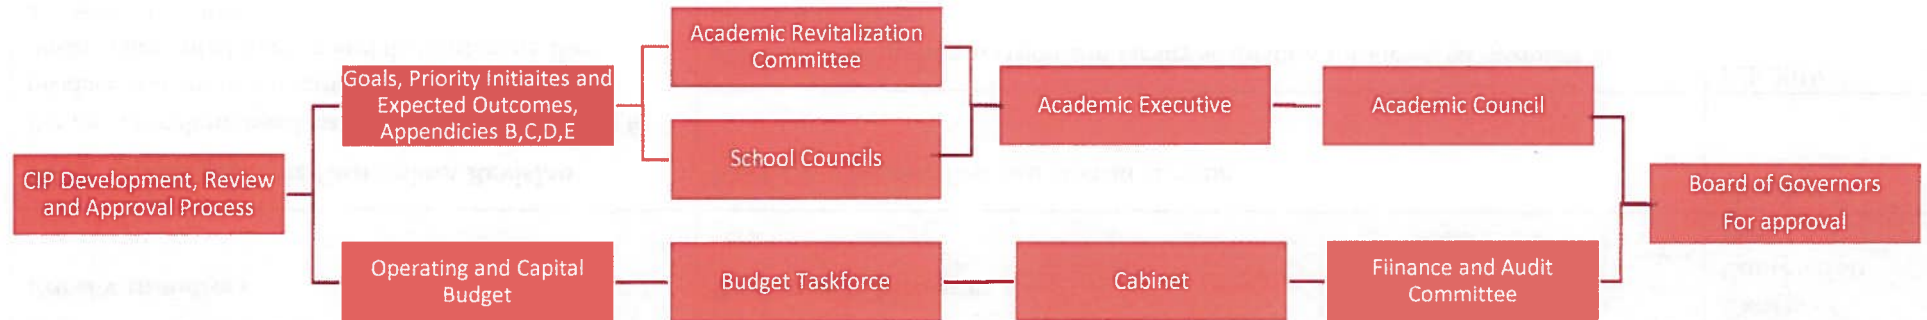 CIP Development, Review
and Approval Process
Goals, Priority Initiaites and
Expected Outcomes,
Appendicies B,C,D,E
Operating and Capital
Budget
Academic Revitalization
Committee
School Councils
Budget Taskforce
Academic Executive
Cabinet
Academic Council
Fiinance and Audit
Committee
Board of Governors
For approval